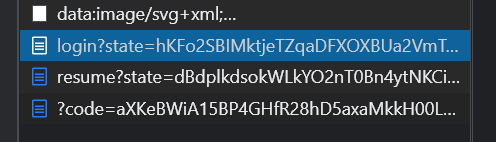 data:image/svg+xml;...
login?state=hKFo2SBIMktjeTZqaDFXOXBUa2VmT...
resume?state=dBdplkdsokWLkYO2nT0Bn4ytNKCi...
?code=aXKeBWiA15BP4GHfR28hD5axaMkkH00L...